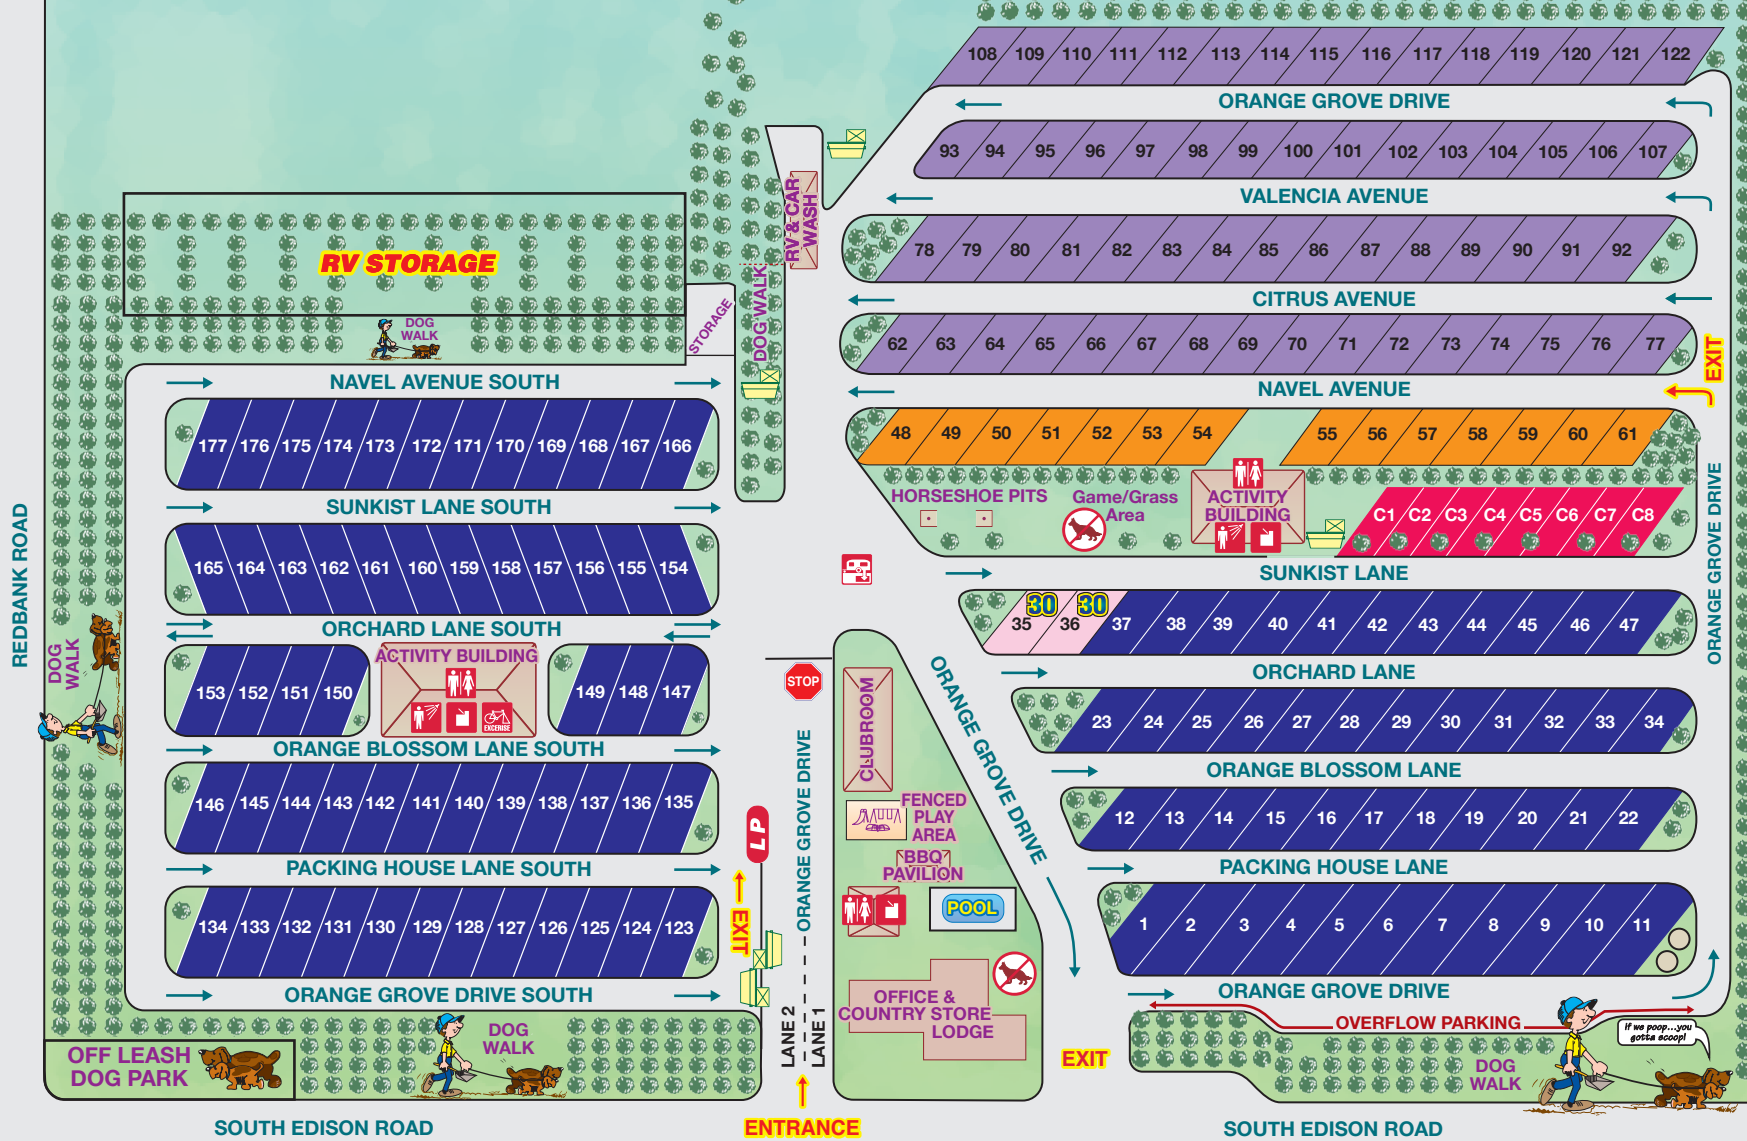 108 109 110 111 112 113 114 115 116 117 118 119 120 121 122
ORANGE GROVE DRIVE
93 94 95 96 97 98 99 100 101 102 103 104 105 106 107
VALENCIA AVENUE
78 79 80 81 82 83 84 85 86 87 88 89 90 91 92
CITRUS AVENUE
62 63 64 65 66 67 68 69 70 71 72 73 74 75 76 77
NAVEL AVENUE
EXIT
48 49 50 51 52 53 54 55 56 57 58 59 60 61
HORSESHOE PITS
Game/Grass
Area
ACTIVITY
BUILDING
C1 C2 C3 C4 C5 C6 C7 C8
SUNKIST LANE
ORANGE GROVE DRIVE
30 30
35 36 37 38 39 40 41 42 43 44 45 46 47
ORCHARD LANE
23 24 25 26 27 28 29 30 31 32 33 34
ORANGE BLOSSOM LANE
12 13 14 15 16 17 18 19 20 21 22
PACKING HOUSE LANE
1 2 3 4 5 6 7 8 9 10 11
ORANGE GROVE DRIVE
OVERFLOW PARKING
If we poop...you
gotta scoop!
DOG
WALK
SOUTH EDISON ROAD
RV & CAR
WASH
DOG WALK
STORAGE
RV STORAGE
DOG
WALK
NAVEL AVENUE SOUTH
177 176 175 174 173 172 171 170 169 168 167 166
SUNKIST LANE SOUTH
165 164 163 162 161 160 159 158 157 156 155 154
ORCHARD LANE SOUTH
153 152 151 150
ACTIVITY BUILDING
EXCERISE
149 148 147
ORANGE BLOSSOM LANE SOUTH
146 145 144 143 142 141 140 139 138 137 136 135
PACKING HOUSE LANE SOUTH
134 133 132 131 130 129 128 127 126 125 124 123
ORANGE GROVE DRIVE SOUTH
REDBANK ROAD
DOG
WALK
OFF LEASH
DOG PARK
DOG
WALK
SOUTH EDISON ROAD
STOP
LP
EXIT
ORANGE GROVE DRIVE
LANE 2
LANE 1
ENTRANCE
CLUBROOM
ORANGE GROVE DRIVE
FENCED
PLAY
AREA
BBQ
PAVILION
POOL
OFFICE &
COUNTRY STORE
LODGE
EXIT